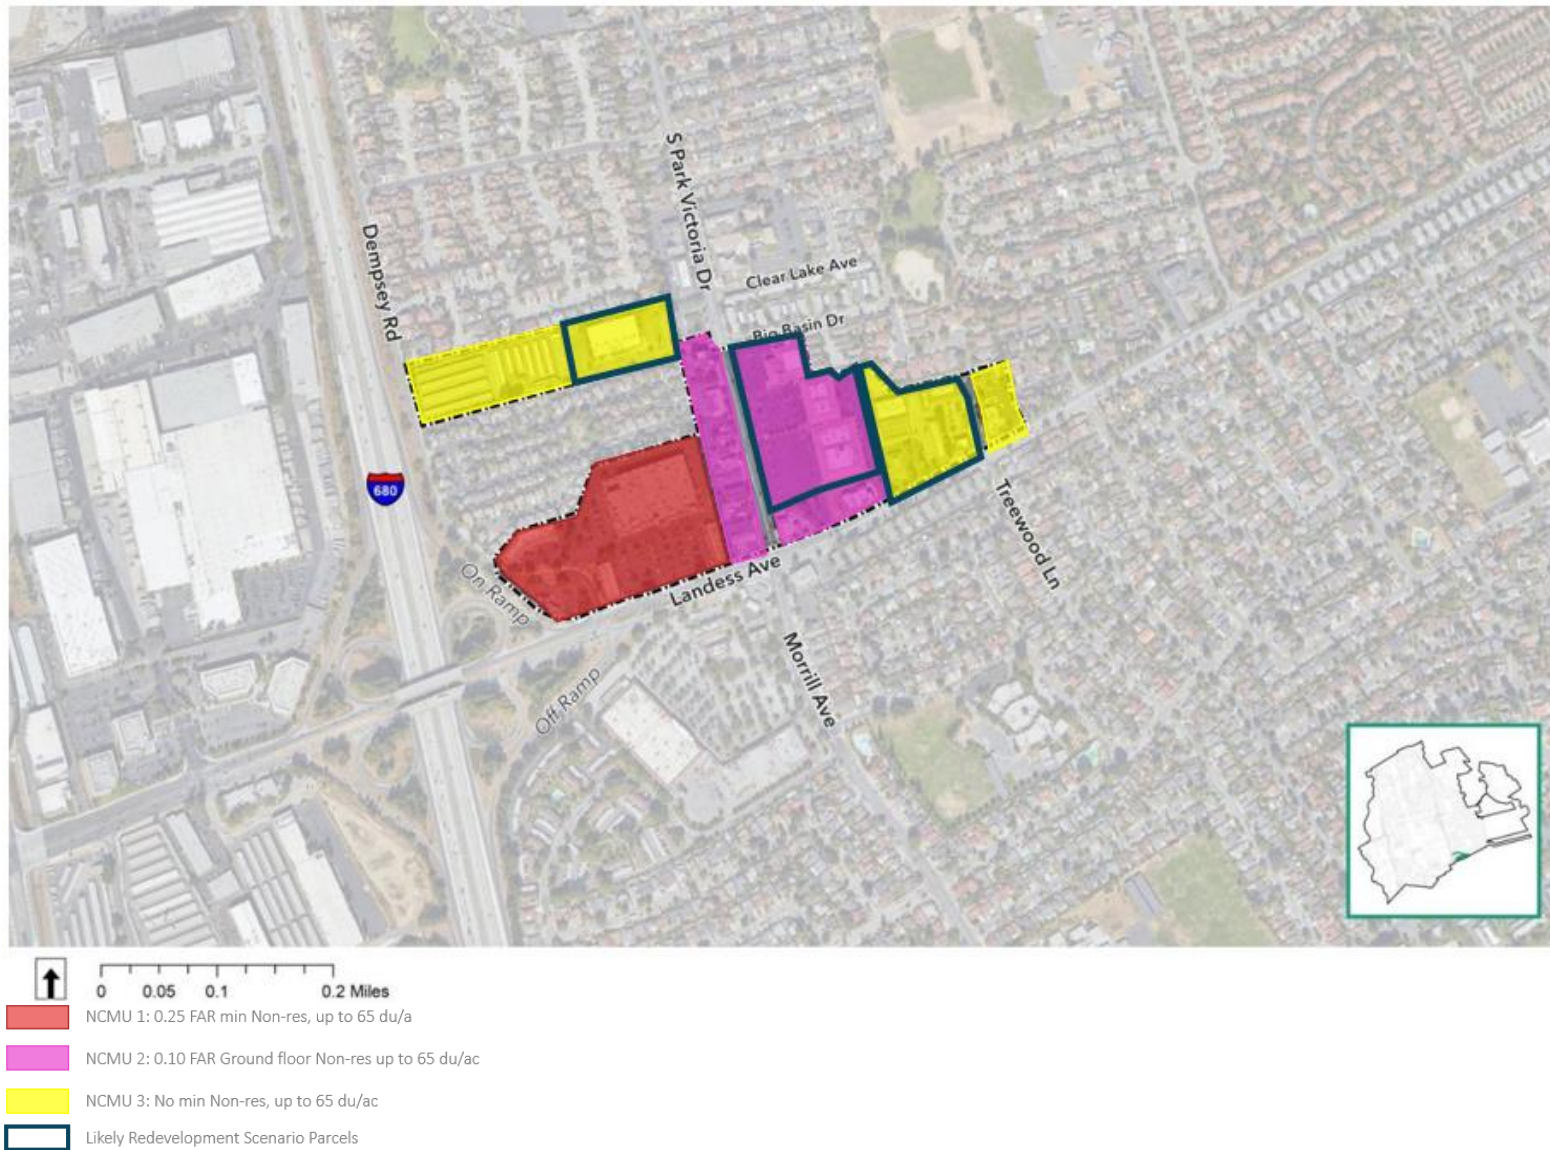 S Park Victoria Dr
Dempsey Rd
Clear Lake Ave
Big Basin Dr
680
Treewood Ln
On Ramp
Landess Ave
Off Ramp
Morrill Ave
0 0.05 0.1 0.2 Miles
NCMU 1: 0.25 FAR min Non-res, up to 65 du/a
NCMU 2: 0.10 FAR Ground floor Non-res up to 65 du/ac
NCMU 3: No min Non-res, up to 65 du/ac
Likely Redevelopment Scenario Parcels